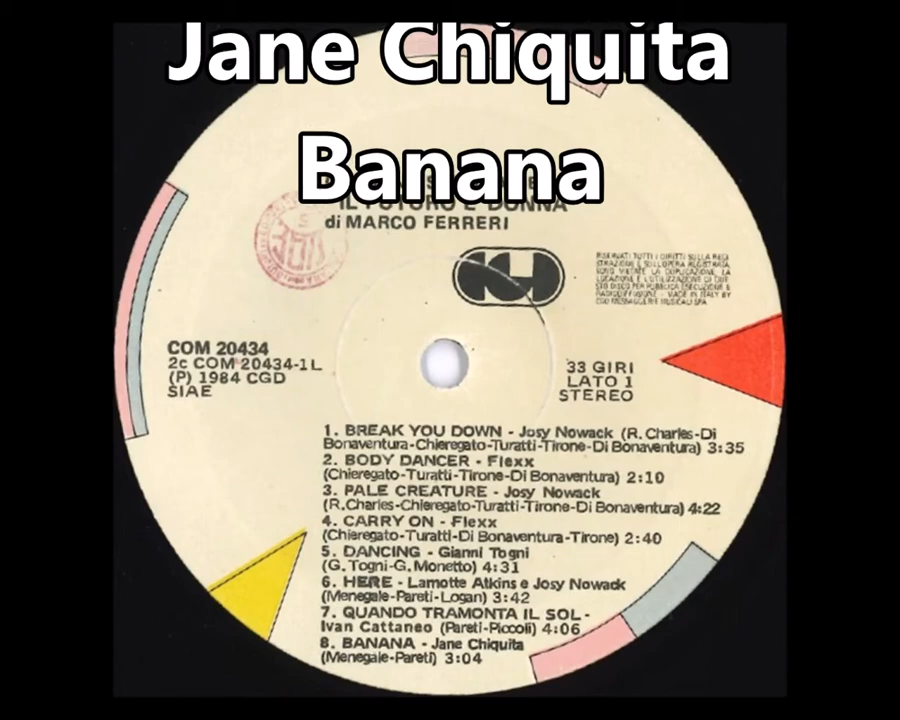 Jane Chiquita
Banana
IL FUTURO E' DONNA
di MARCO FERRERI
COM 20434
2c COM 20434-1L
(P) 1984 CGD
SIAE
33 GIRI
LATO 1
STEREO
1. BREAK YOU DOWN - Josy Nowack (R. Charles-Di
Bonaventura-Chieregato-Turatti-Tirone-Di Bonaventura) 3:35
2. BODY DANCER - Flexx
(Chieregato-Turatti-Tirone-Di Bonaventura) 2:10
3. PALE CREATURE - Josy Nowack
(R.Charles-Chieregato-Turatti-Tirone-Di Bonaventura) 4:22
4. CARRY ON - Flexx
(Chieregato-Turatti-Di Bonaventura-Tirone) 2:40
5. DANCING - Gianni Togni
(G. Togni-G. Monetto) 4:31
6. HERE - Lamotte Atkins e Josy Nowack
(Menegale-Pareti-Logan) 3:42
7. QUANDO TRAMONTA IL SOL -
Ivan Cattaneo (Pareti-Piccoli) 4:06
8. BANANA - Jane Chiquita
(Menegale-Pareti) 3:04